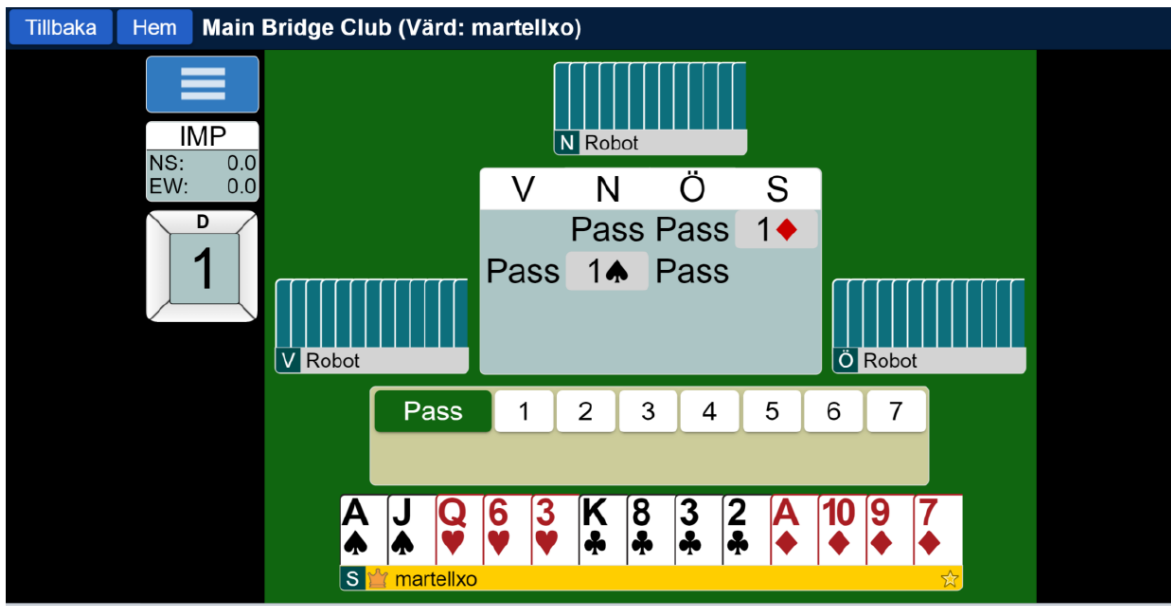 Tillbaka Hem Main Bridge Club (Värd: martellxo)
IMP
NS: 0.0
EW: 0.0
D
1
N Robot
V N Ö S
Pass Pass 1♦
Pass 1♠ Pass
V Robot
Ö Robot
Pass 1 2 3 4 5 6 7
A J Q 6 3 K 8 3 2 A 10 9 7
♠ ♠ ♥ ♥ ♥ ♣ ♣ ♣ ♣ ♦ ♦ ♦ ♦
S martellxo